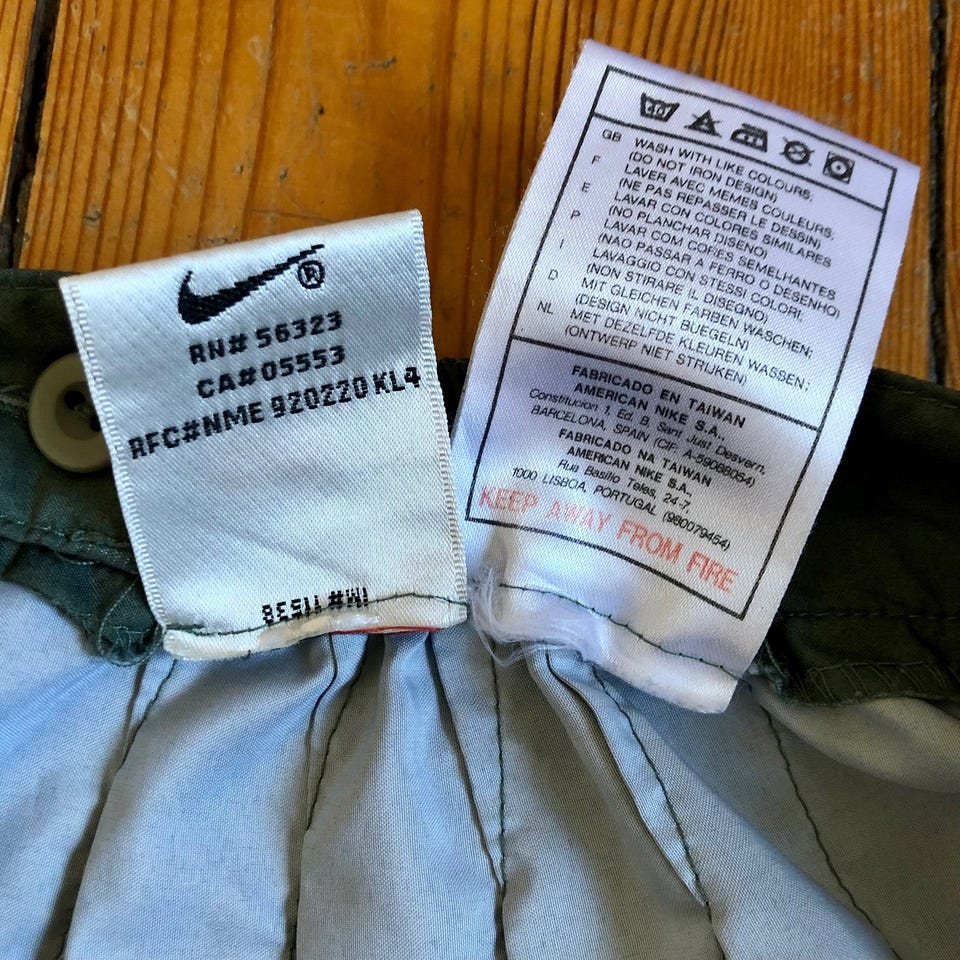 ®
RN# 56323
CA# 05553
RFC#NME 920220 KL4
IM# 11538
40
GB WASH WITH LIKE COLOURS,
(DO NOT IRON DESIGN)
F LAVER AVEC MEMES COULEURS,
(NE PAS REPASSER LE DESSIN)
E LAVAR CON COLORES SIMILARES
(NO PLANCHAR DISENO)
P LAVAR COM CORES SEMELHANTES
(NAO PASSAR A FERRO O DESENHO)
I LAVAGGIO CON STESSI COLORI,
(NON STIRARE IL DISEGNO)
D MIT GLEICHEN FARBEN WASCHEN;
(DESIGN NICHT BUEGELN)
NL MET DEZELFDE KLEUREN WASSEN:
(ONTWERP NIET STRIJKEN)
FABRICADO EN TAIWAN
AMERICAN NIKE S.A.,
Constitucion 1, Ed. B, Sant Just Desvern,
BARCELONA, SPAIN (CIF: A-59068054)
FABRICADO NA TAIWAN
AMERICAN NIKE S.A.,
Rua Basilio Teles, 24-7,
1000 LISBOA, PORTUGAL (980079454)
KEEP AWAY FROM FIRE